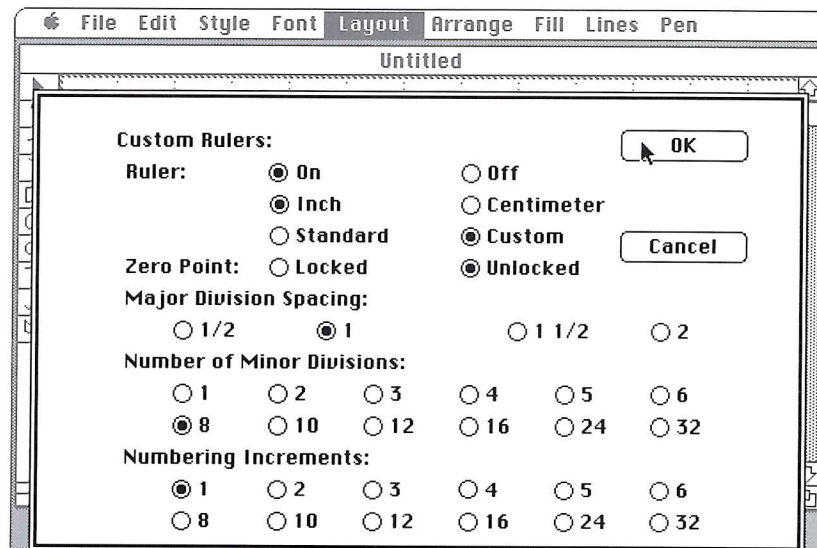 File Edit Style Font Layout Arrange Fill Lines Pen
Untitled
Custom Rulers:
OK
Ruler: On Off
Inch Centimeter
Standard Custom
Cancel
Zero Point: Locked Unlocked
Major Division Spacing:
1/2 1 1 1/2 2
Number of Minor Divisions:
1 2 3 4 5 6
8 10 12 16 24 32
Numbering Increments:
1 2 3 4 5 6
8 10 12 16 24 32